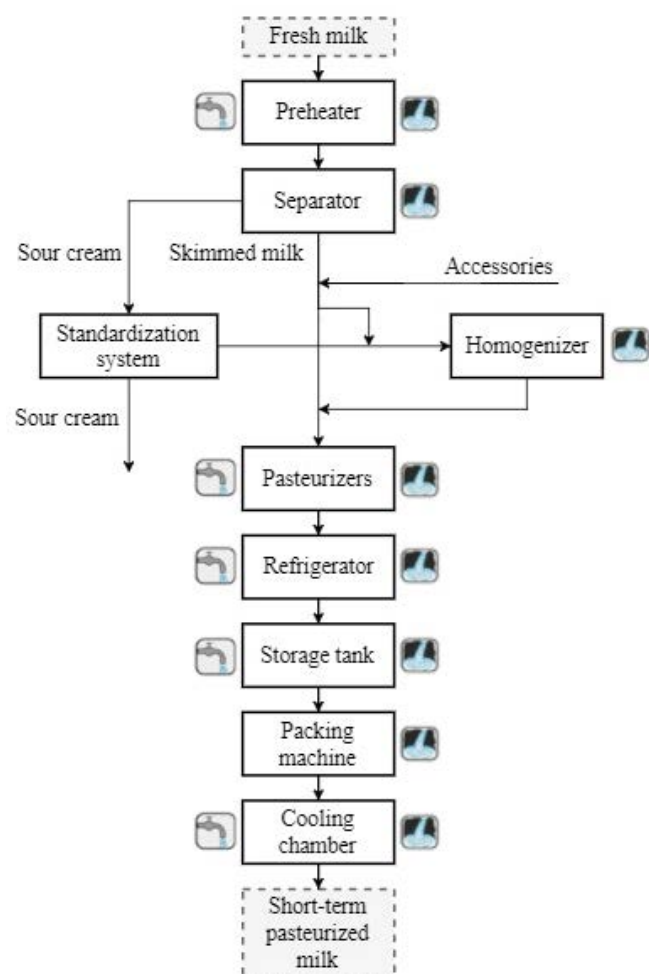 Fresh milk
Preheater
Separator
Sour cream
Skimmed milk
Accessories
Standardization
system
Homogenizer
Sour cream
Pasteurizers
Refrigerator
Storage tank
Packing
machine
Cooling
chamber
Short-term
pasteurized
milk